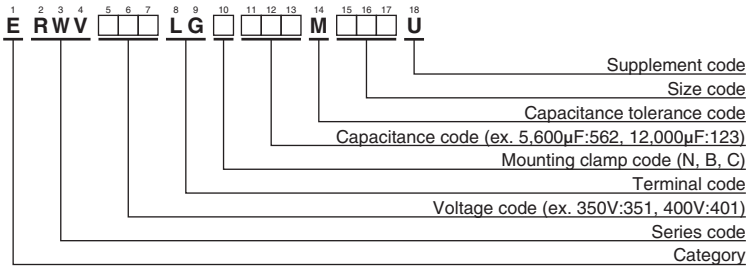 1 2 3 4 5 6 7 8 9 10 11 12 13 14 15 16 17 18
E RWV □□□ LG □ □□□ M □□□ U
Supplement code
Size code
Capacitance tolerance code
Capacitance code (ex. 5,600μF:562, 12,000μF:123)
Mounting clamp code (N, B, C)
Terminal code
Voltage code (ex. 350V:351, 400V:401)
Series code
Category